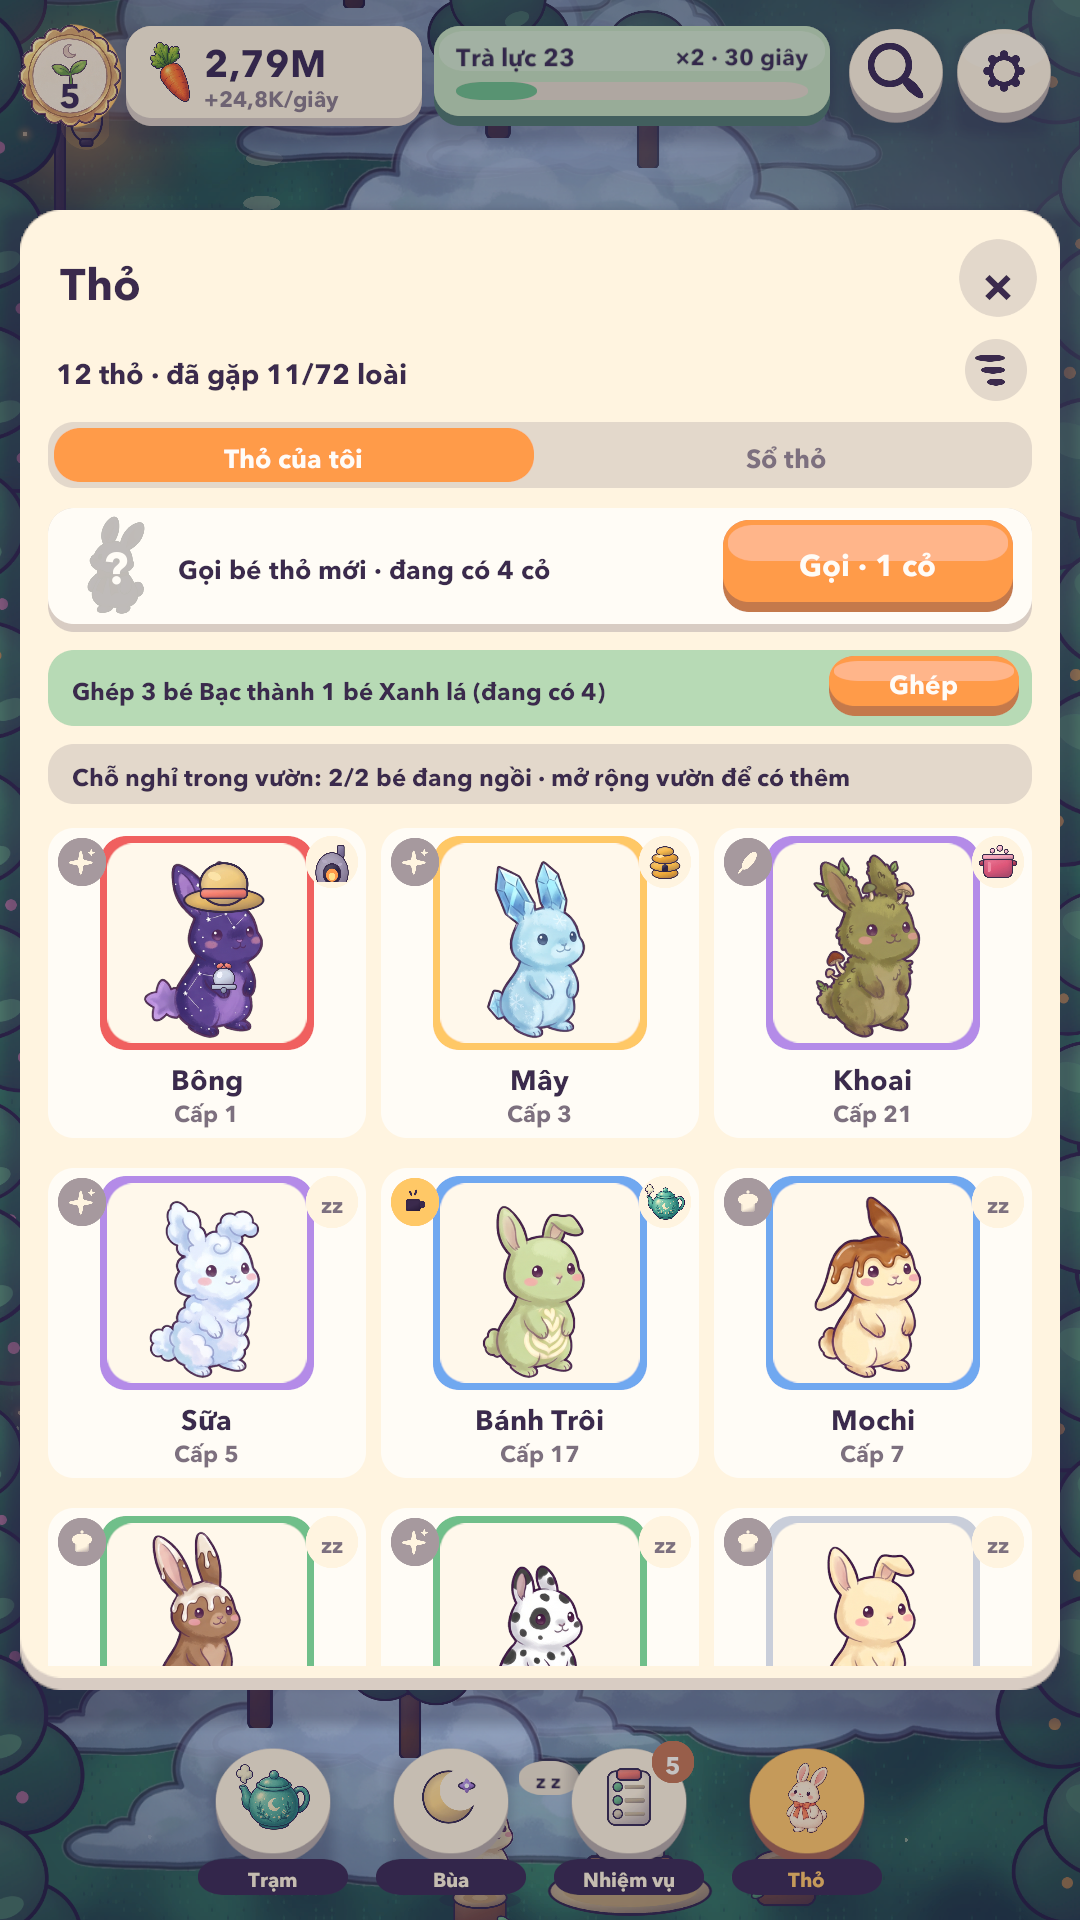 5
2,79M
+24,8K/giây
Trà lực 23
×2 · 30 giây
Thỏ
12 thỏ · đã gặp 11/72 loài
Thỏ của tôi
Sổ thỏ
?
Gọi bé thỏ mới · đang có 4 cỏ
Gọi · 1 cỏ
Ghép 3 bé Bạc thành 1 bé Xanh lá (đang có 4)
Ghép
Chỗ nghỉ trong vườn: 2/2 bé đang ngồi · mở rộng vườn để có thêm
Bông
Cấp 1
Mây
Cấp 3
Khoai
Cấp 21
zz
zz
Sữa
Cấp 5
Bánh Trôi
Cấp 17
Mochi
Cấp 7
zz
zz
zz
z z
5
Trạm
Bùa
Nhiệm vụ
Thỏ